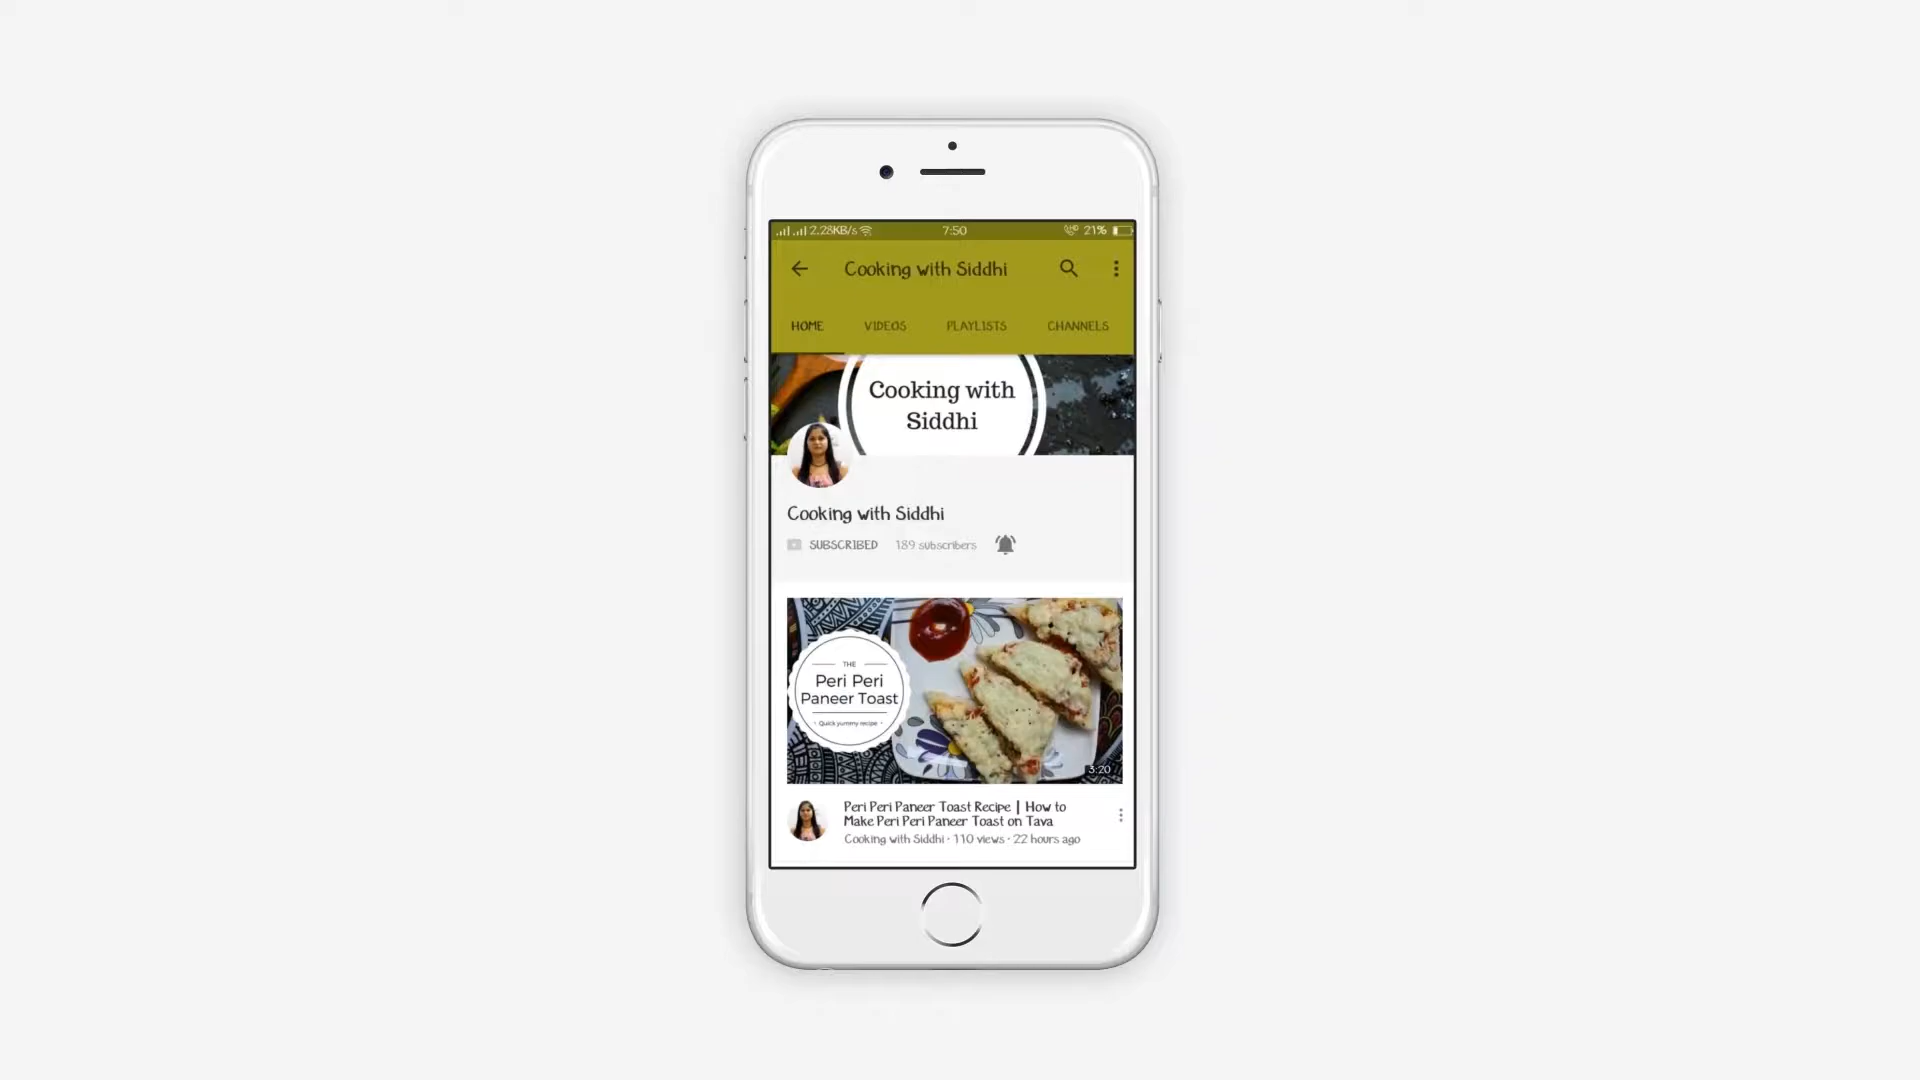 2.28KB/s 7:50 21%
Cooking with Siddhi
HOME VIDEOS PLAYLISTS CHANNELS
Cooking with
Siddhi
Cooking with Siddhi
SUBSCRIBED 189 subscribers
THE
Peri Peri
Paneer Toast
• Quick yummy recipe •
3:20
Peri Peri Paneer Toast Recipe | How to
Make Peri Peri Paneer Toast on Tava
Cooking with Siddhi · 110 views · 22 hours ago